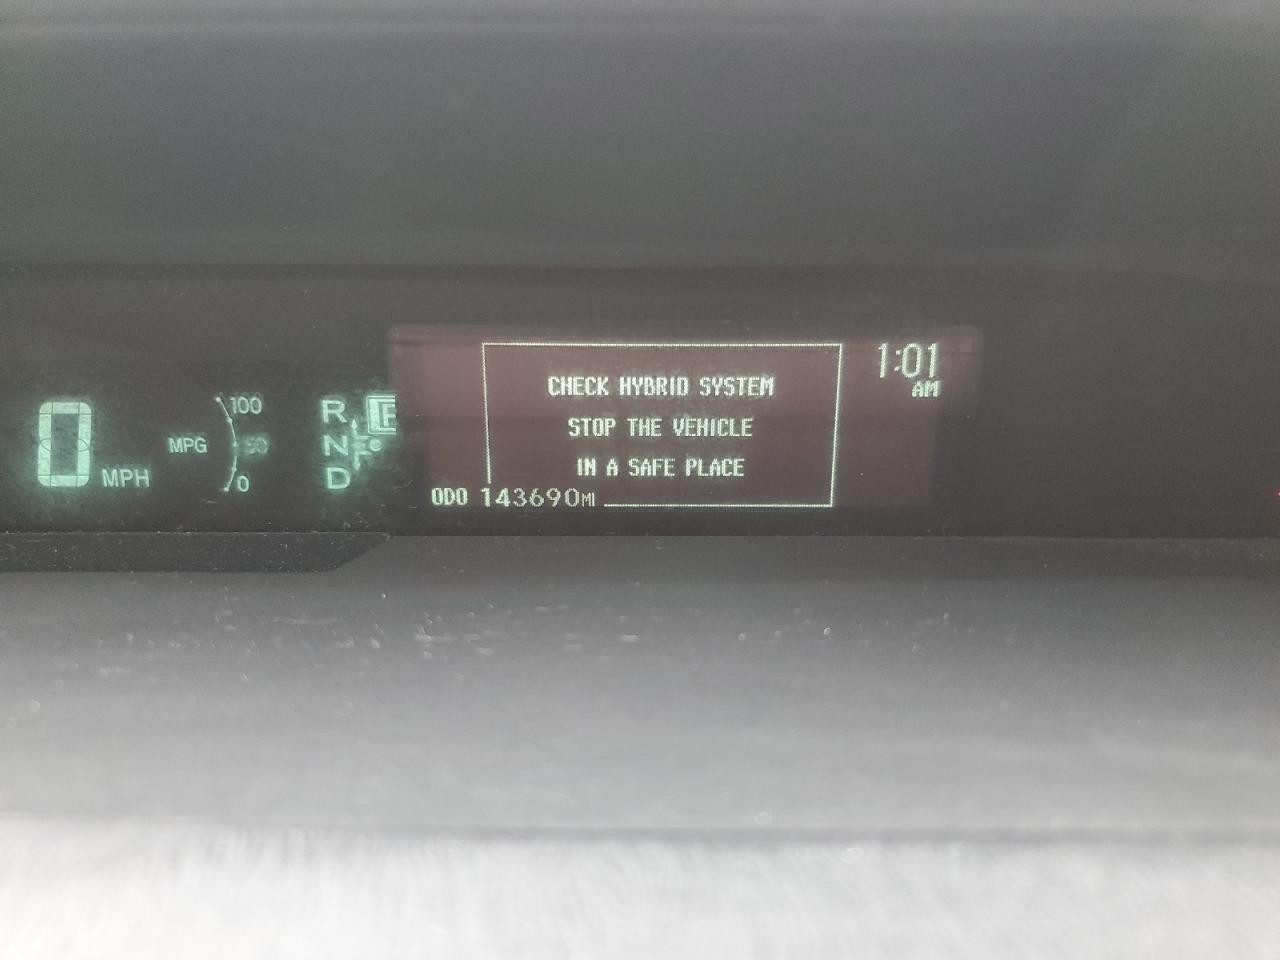 CHECK HYBRID SYSTEM
STOP THE VEHICLE
IN A SAFE PLACE
1:01
AM
ODO 143690MI
0 MPH
MPG
100
50
0
R
N
D